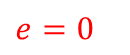 e = 0